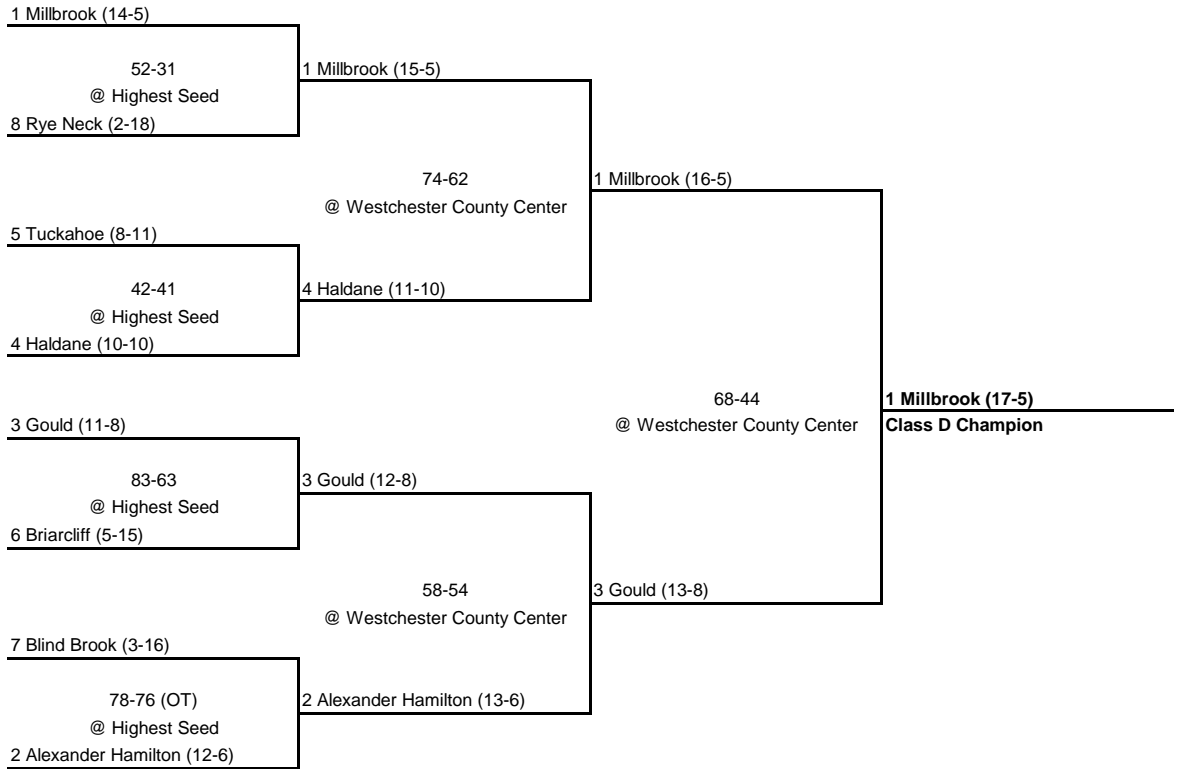 1 Millbrook (14-5)
52-31
@ Highest Seed
8 Rye Neck (2-18)
1 Millbrook (15-5)
74-62
@ Westchester County Center
1 Millbrook (16-5)
5 Tuckahoe (8-11)
42-41
@ Highest Seed
4 Haldane (10-10)
4 Haldane (11-10)
68-44
@ Westchester County Center
1 Millbrook (17-5)
Class D Champion
3 Gould (11-8)
83-63
@ Highest Seed
6 Briarcliff (5-15)
3 Gould (12-8)
58-54
@ Westchester County Center
3 Gould (13-8)
7 Blind Brook (3-16)
78-76 (OT)
@ Highest Seed
2 Alexander Hamilton (12-6)
2 Alexander Hamilton (13-6)